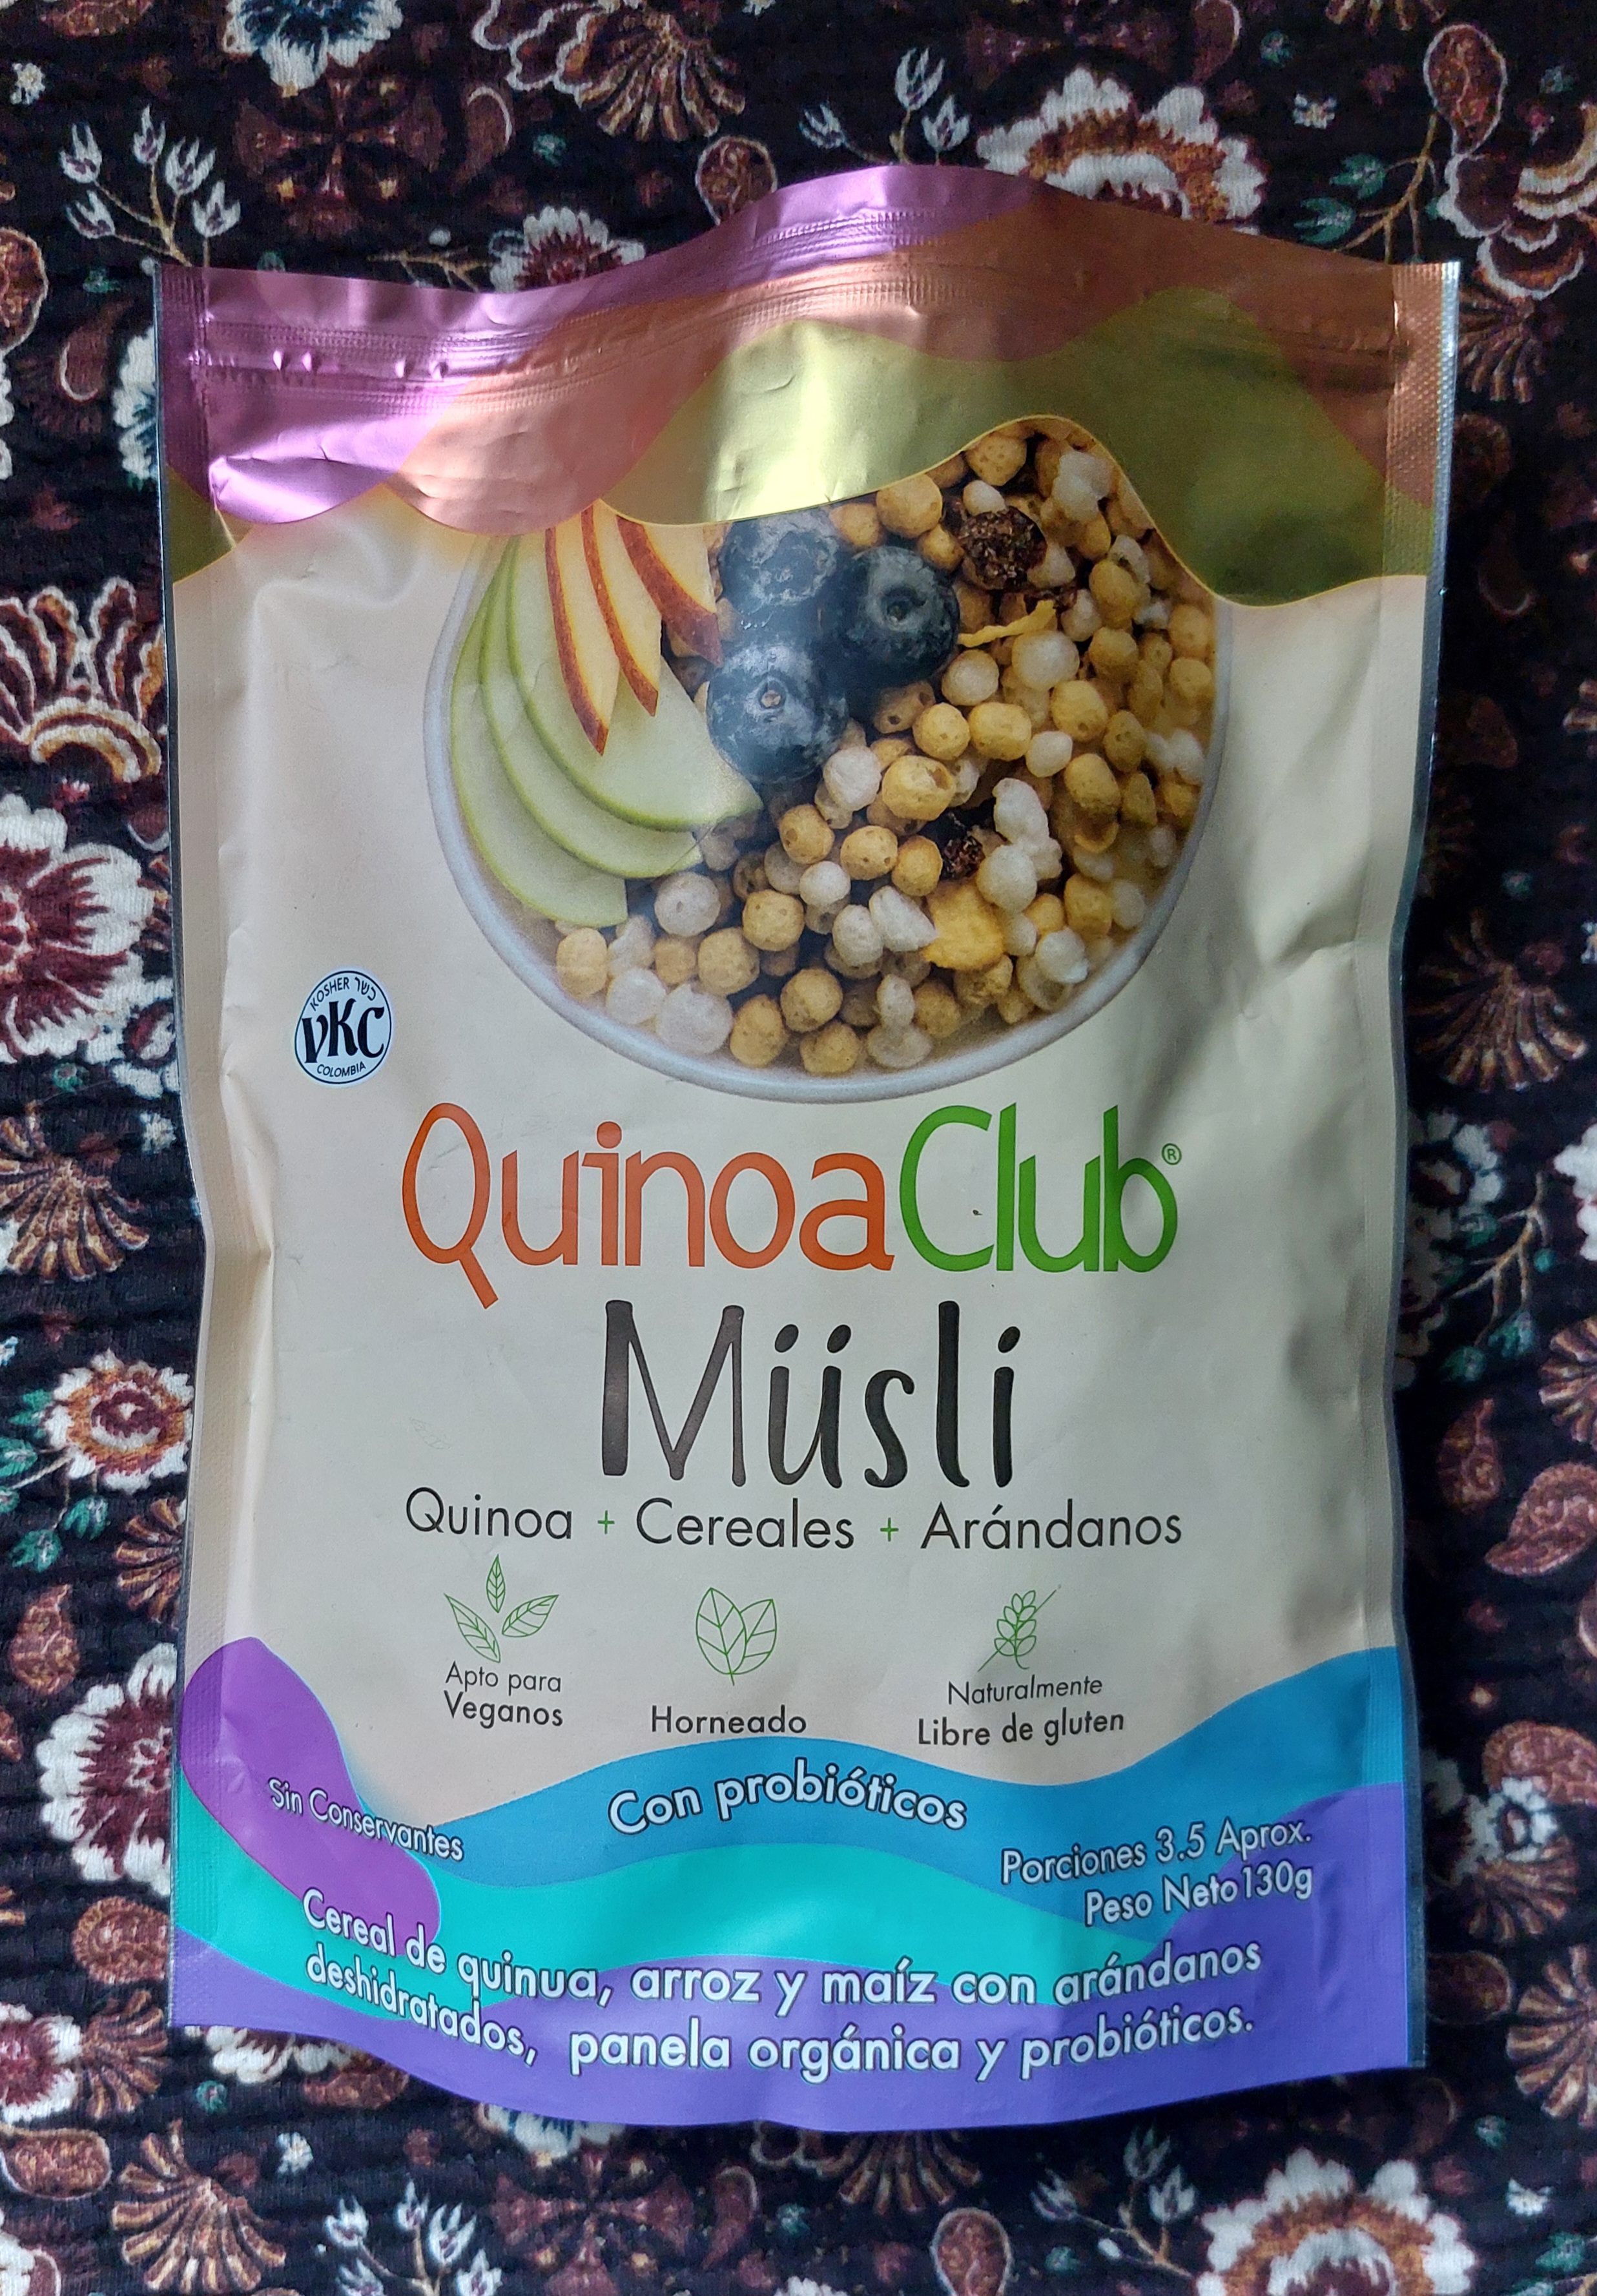 KOSHER כשר
VKC
COLOMBIA
QuinoaClub®
Müsli
Quinoa + Cereales + Arándanos
Apto para
Veganos
Horneado
Naturalmente
Libre de gluten
Sin Conservantes
Con probióticos
Porciones 3.5 Aprox.
Peso Neto 130g
Cereal de quinua, arroz y maíz con arándanos
deshidratados, panela orgánica y probióticos.